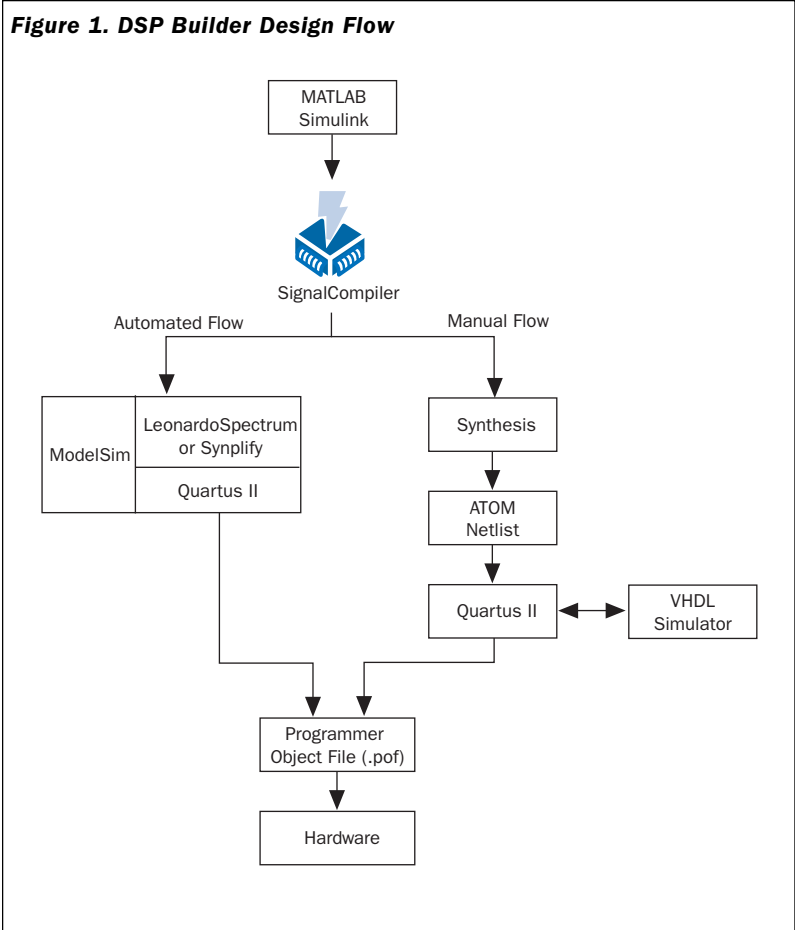 Figure 1. DSP Builder Design Flow
MATLAB
Simulink
SignalCompiler
Automated Flow
Manual Flow
ModelSim
LeonardoSpectrum
or Synplify
Quartus II
Synthesis
ATOM
Netlist
Quartus II
VHDL
Simulator
Programmer
Object File (.pof)
Hardware